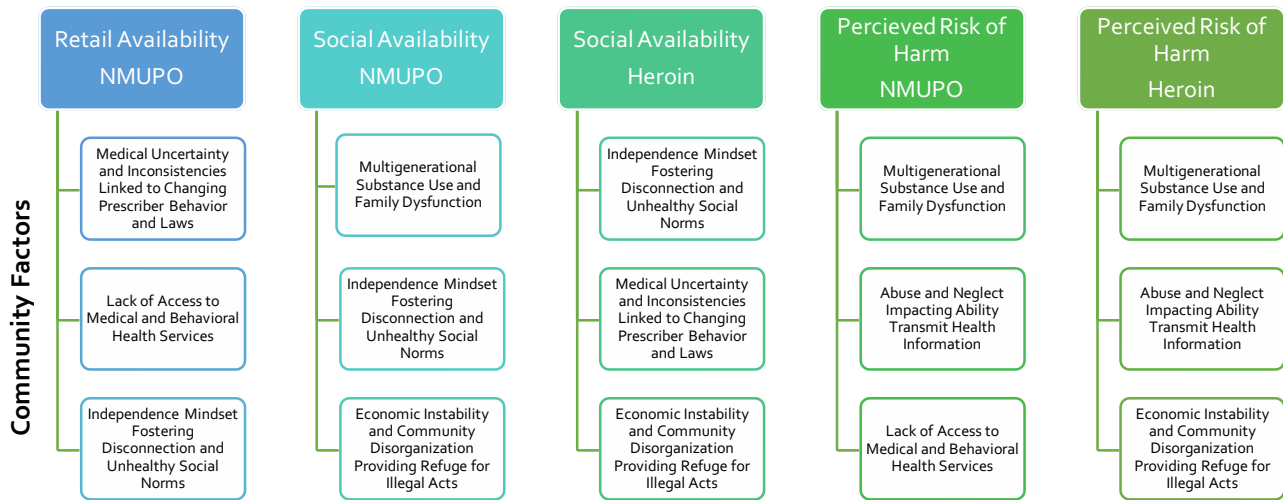 Retail Availability
NMUPO
Social Availability
NMUPO
Social Availability
Heroin
Percieved Risk of
Harm
NMUPO
Perceived Risk of
Harm
Heroin
Community Factors
Medical Uncertainty
and Inconsistencies
Linked to Changing
Prescriber Behavior
and Laws
Lack of Access to
Medical and Behavioral
Health Services
Independence Mindset
Fostering
Disconnection and
Unhealthy Social
Norms
Multigenerational
Substance Use and
Family Dysfunction
Independence Mindset
Fostering
Disconnection and
Unhealthy Social
Norms
Economic Instability
and Community
Disorganization
Providing Refuge for
Illegal Acts
Independence Mindset
Fostering
Disconnection and
Unhealthy Social
Norms
Medical Uncertainty
and Inconsistencies
Linked to Changing
Prescriber Behavior
and Laws
Economic Instability
and Community
Disorganization
Providing Refuge for
Illegal Acts
Multigenerational
Substance Use and
Family Dysfunction
Abuse and Neglect
Impacting Ability
Transmit Health
Information
Lack of Access to
Medical and Behavioral
Health Services
Multigenerational
Substance Use and
Family Dysfunction
Abuse and Neglect
Impacting Ability
Transmit Health
Information
Economic Instability
and Community
Disorganization
Providing Refuge for
Illegal Acts